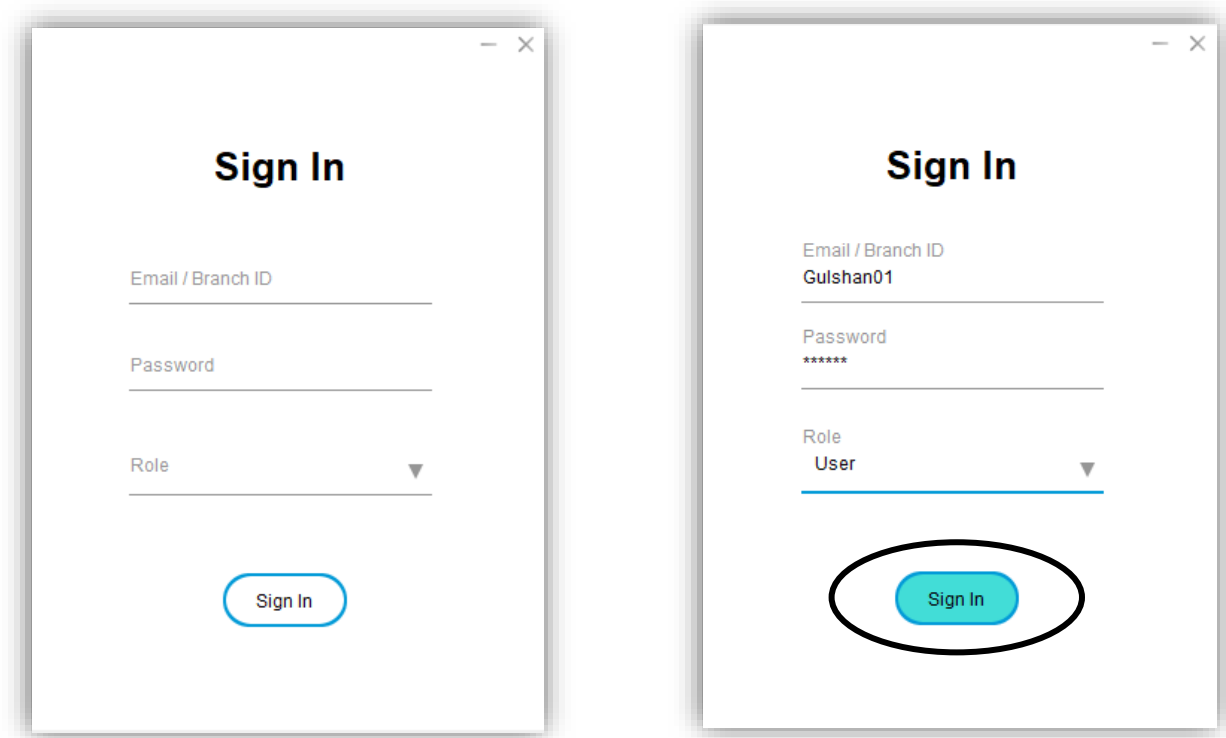 Sign In
Email / Branch ID
Password
Role
Sign In
Sign In
Email / Branch ID
Gulshan01
Password
******
Role
User
Sign In